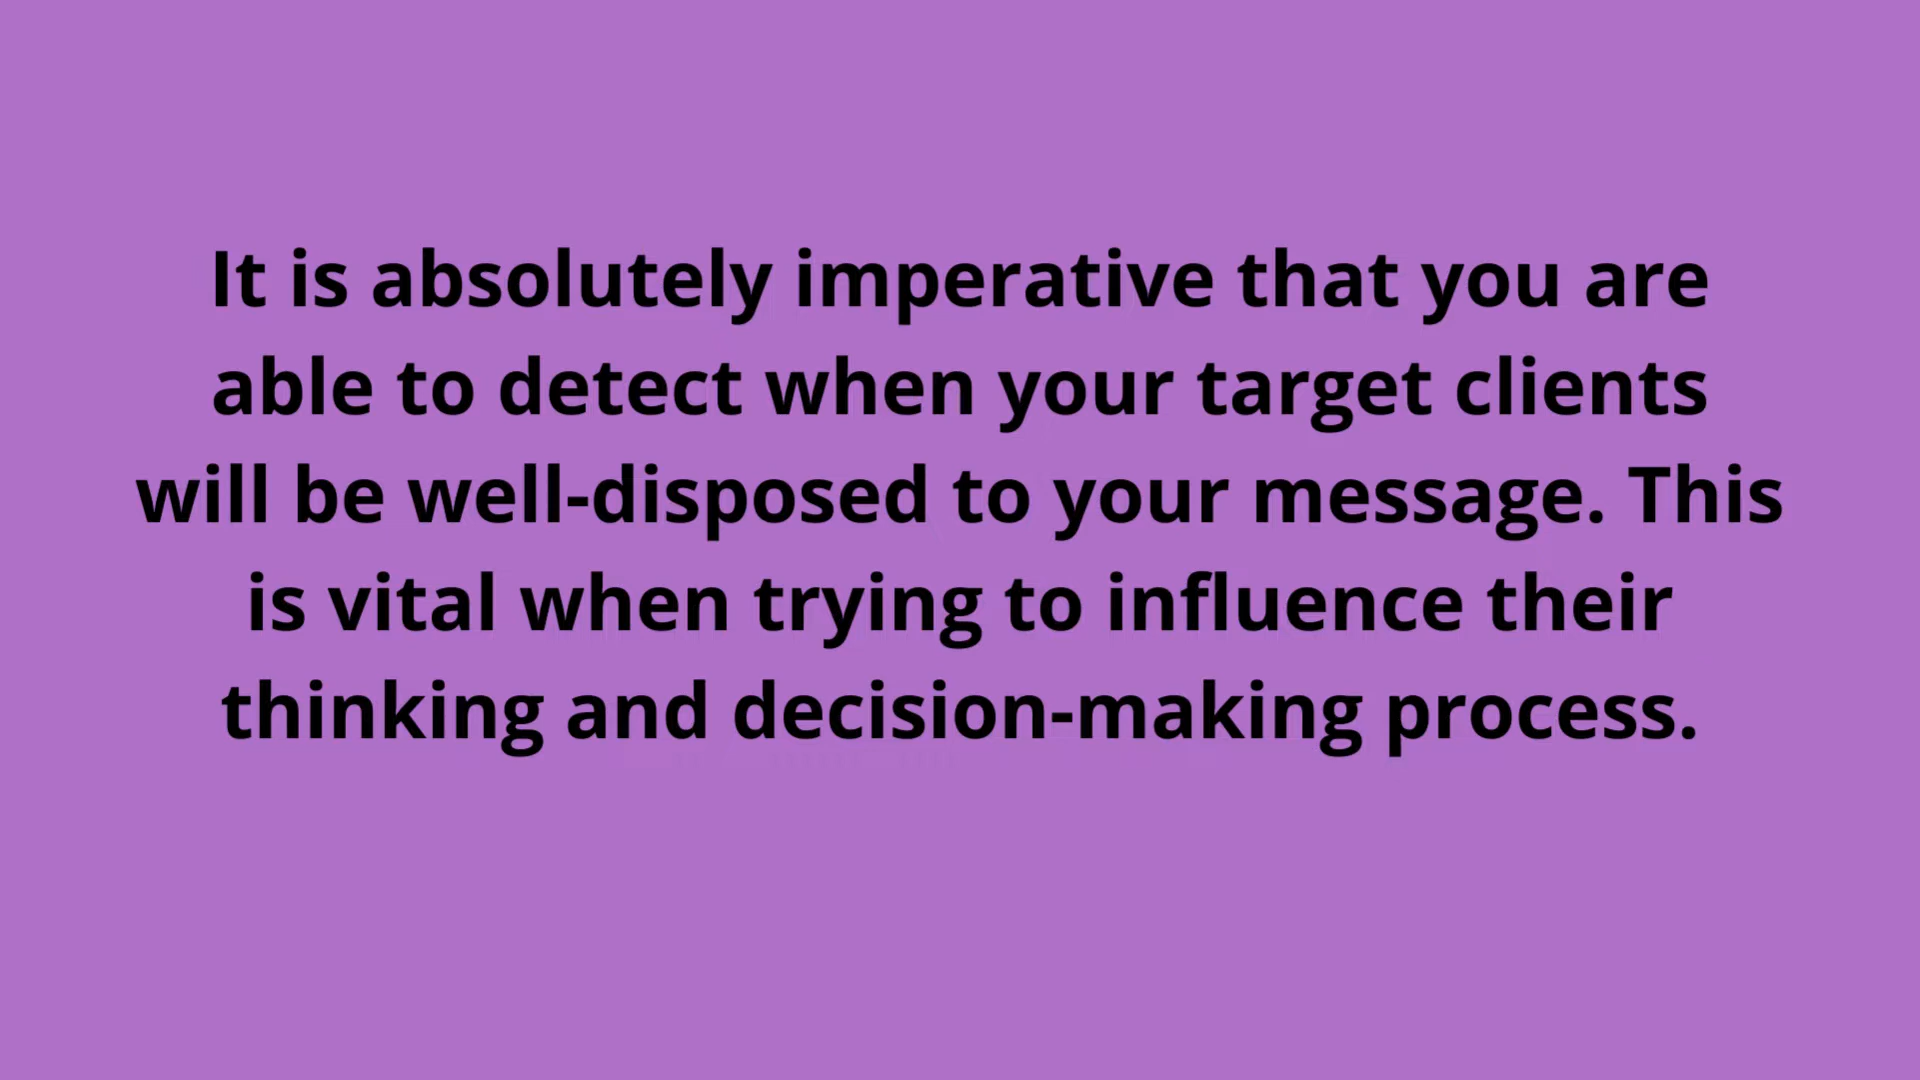 It is absolutely imperative that you are
able to detect when your target clients
will be well-disposed to your message. This
is vital when trying to influence their
thinking and decision-making process.